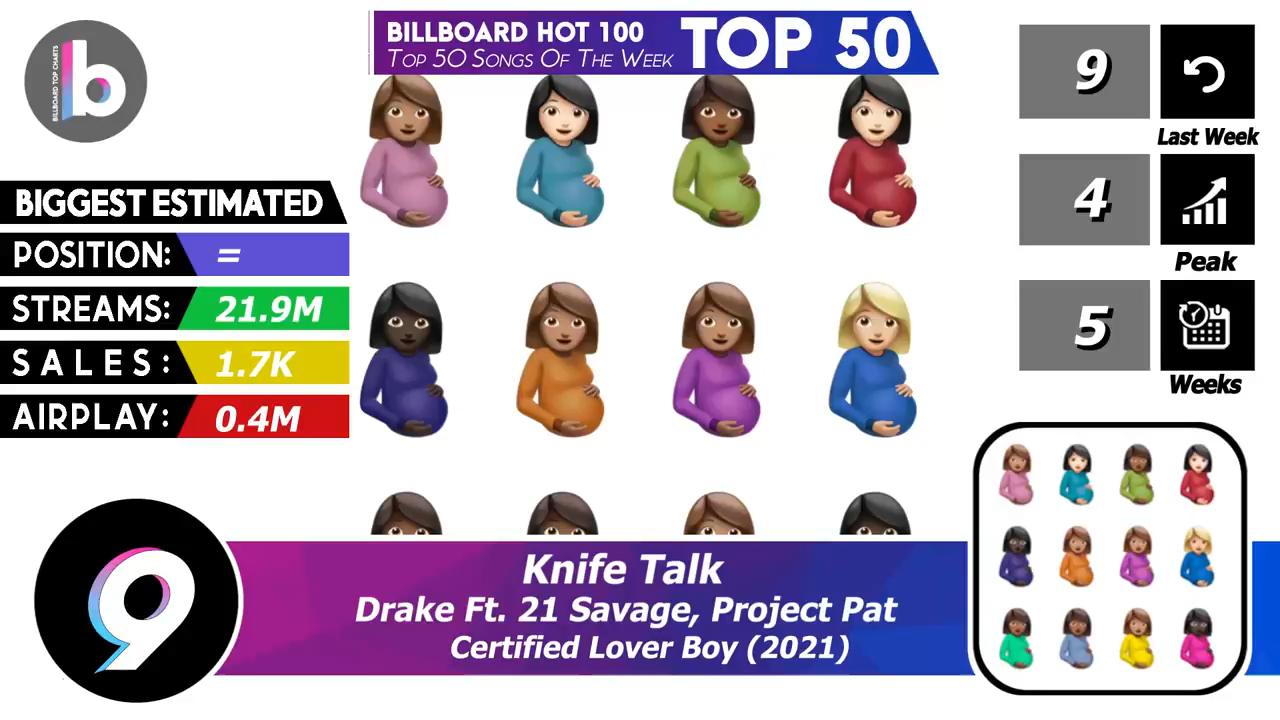 BILLBOARD TOP CHARTS
b
BILLBOARD HOT 100
TOP 50 SONGS OF THE WEEK
TOP 50
9
Last Week
4
Peak
5
Weeks
BIGGEST ESTIMATED
POSITION: =
STREAMS: 21.9M
SALES: 1.7K
AIRPLAY: 0.4M
9
Knife Talk
Drake Ft. 21 Savage, Project Pat
Certified Lover Boy (2021)